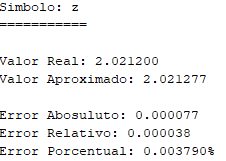 Simbolo: z
===========
Valor Real: 2.021200
Valor Aproximado: 2.021277
Error Abosuluto: 0.000077
Error Relativo: 0.000038
Error Porcentual: 0.003790%